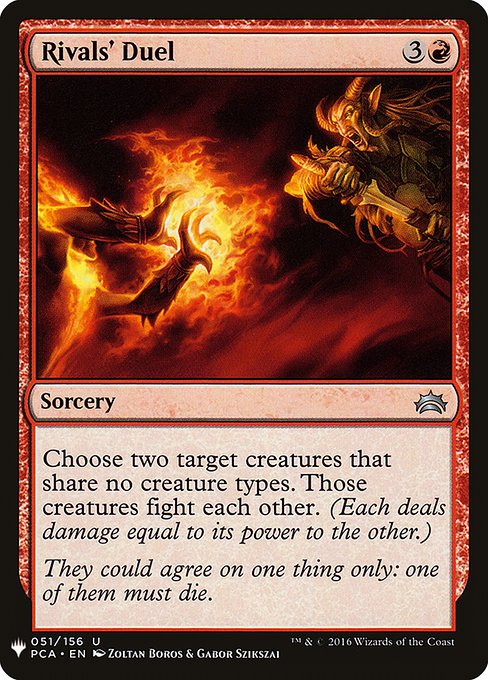 Rivals' Duel 3
Sorcery
Choose two target creatures that
share no creature types. Those
creatures fight each other. (Each deals
damage equal to its power to the other.)
They could agree on one thing only: one
of them must die.
051/156 U
PCA • EN Zoltan Boros & Gabor Szikszai
™ & © 2016 Wizards of the Coast